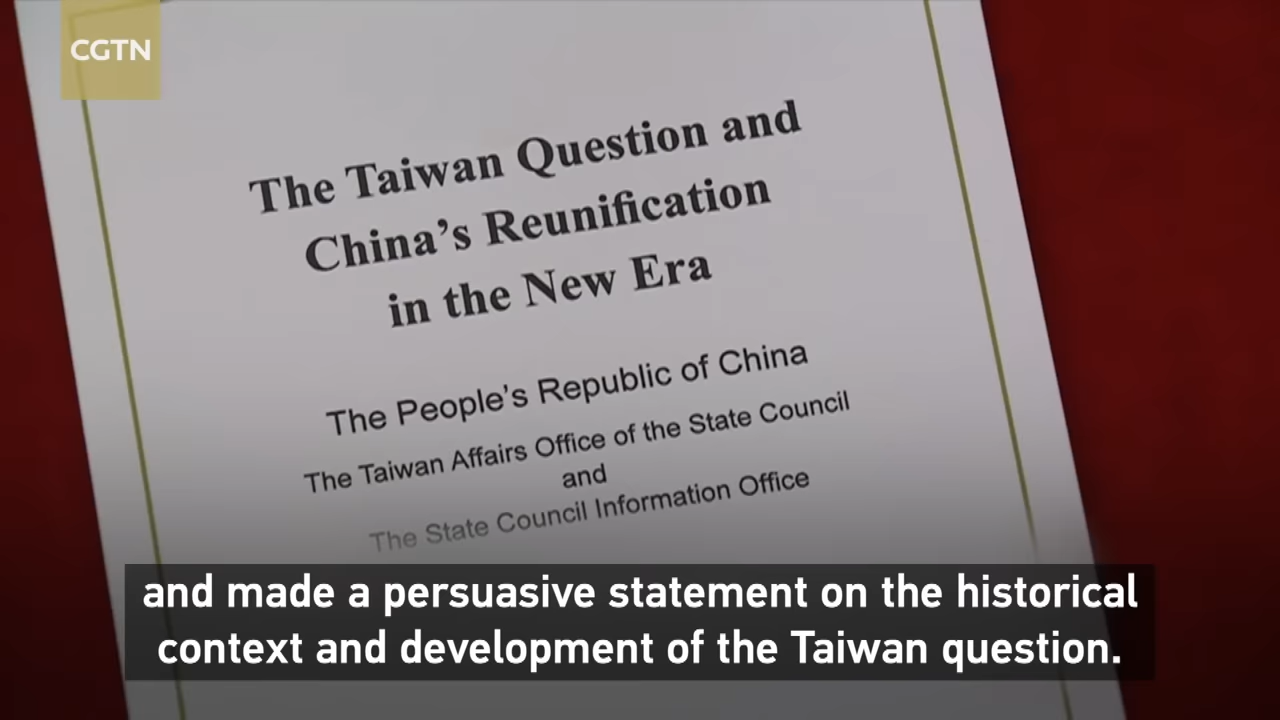 CGTN
The Taiwan Question and
China's Reunification
in the New Era
The People's Republic of China
The Taiwan Affairs Office of the State Council
and
The State Council Information Office
and made a persuasive statement on the historical
context and development of the Taiwan question.